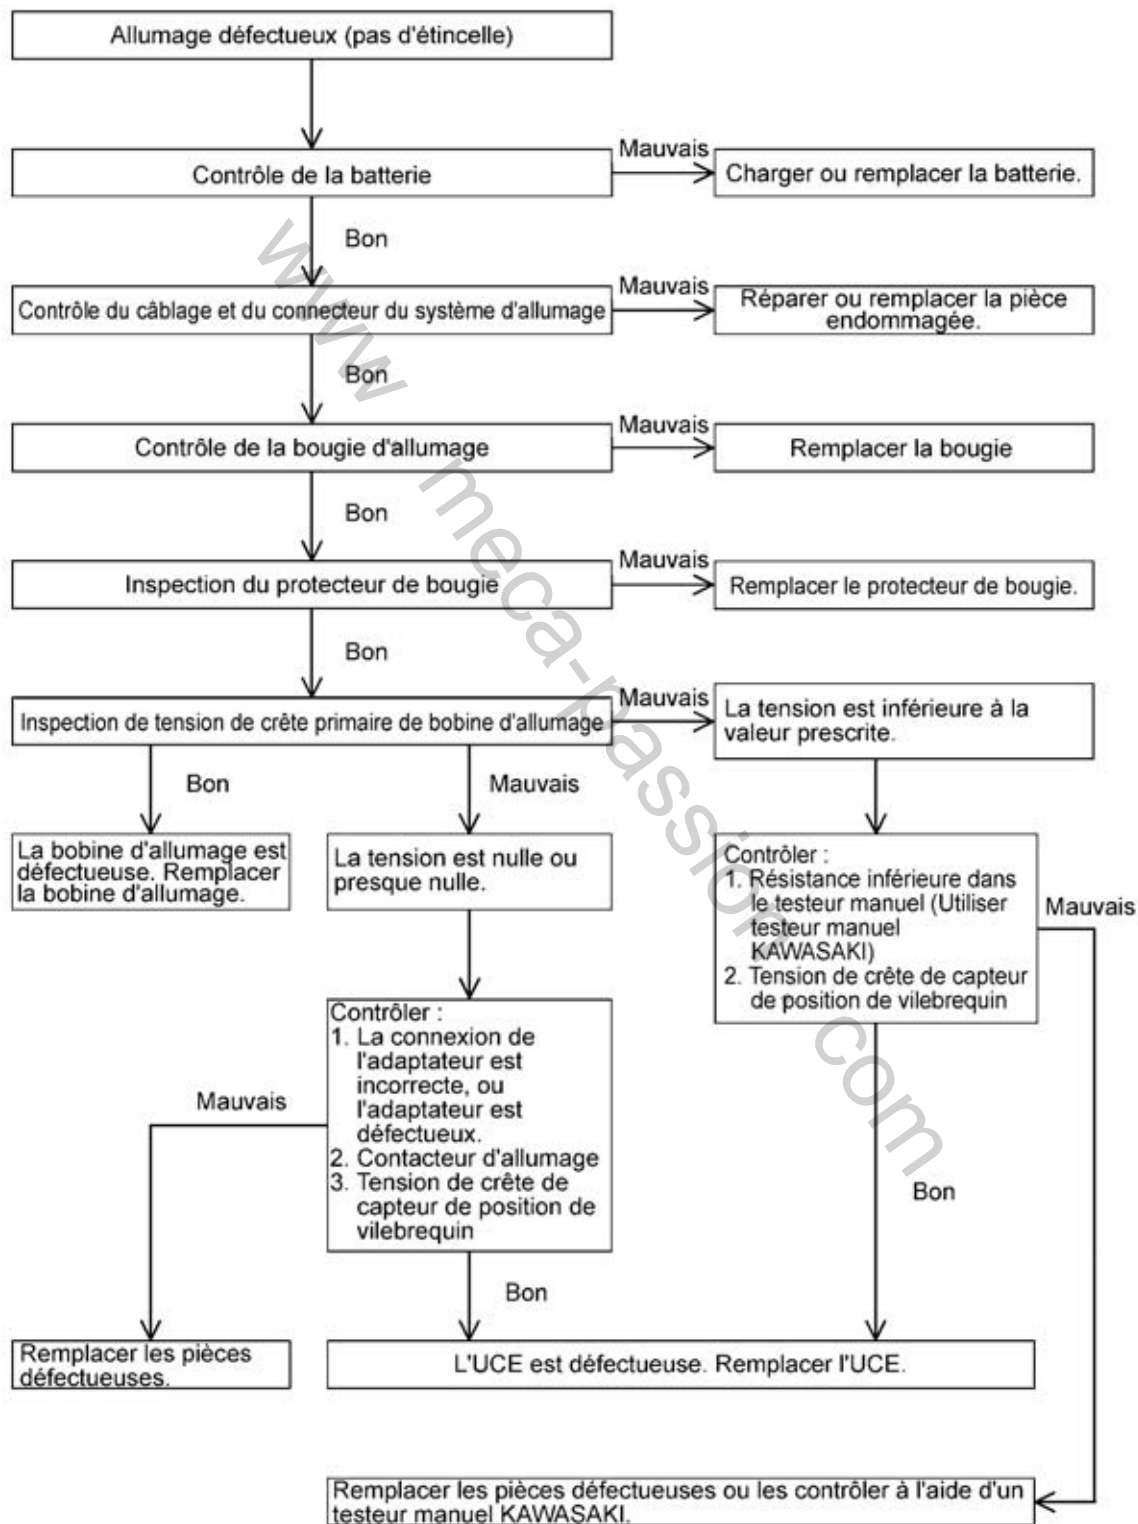 Allumage défectueux (pas d'étincelle)
Mauvais
Contrôle de la batterie
Charger ou remplacer la batterie.
Bon
Mauvais
Contrôle du câblage et du connecteur du système d'allumage
Réparer ou remplacer la pièce
endommagée.
Bon
Mauvais
Contrôle de la bougie d'allumage
Remplacer la bougie
Bon
Mauvais
Inspection du protecteur de bougie
Remplacer le protecteur de bougie.
Bon
Mauvais
Inspection de tension de crête primaire de bobine d'allumage
La tension est inférieure à la
valeur prescrite.
Bon
Mauvais
La bobine d'allumage est
défectueuse. Remplacer
la bobine d'allumage.
La tension est nulle ou
presque nulle.
Contrôler :
1. Résistance inférieure dans
le testeur manuel (Utiliser
testeur manuel
KAWASAKI)
2. Tension de crête de capteur
de position de vilebrequin
Mauvais
Contrôler :
1. La connexion de
l'adaptateur est
incorrecte, ou
l'adaptateur est
défectueux.
2. Contacteur d'allumage
3. Tension de crête de
capteur de position de
vilebrequin
Mauvais
Bon
Bon
Remplacer les pièces
défectueuses.
L'UCE est défectueuse. Remplacer l'UCE.
Remplacer les pièces défectueuses ou les contrôler à l'aide d'un
testeur manuel KAWASAKI.
www meca-passion com